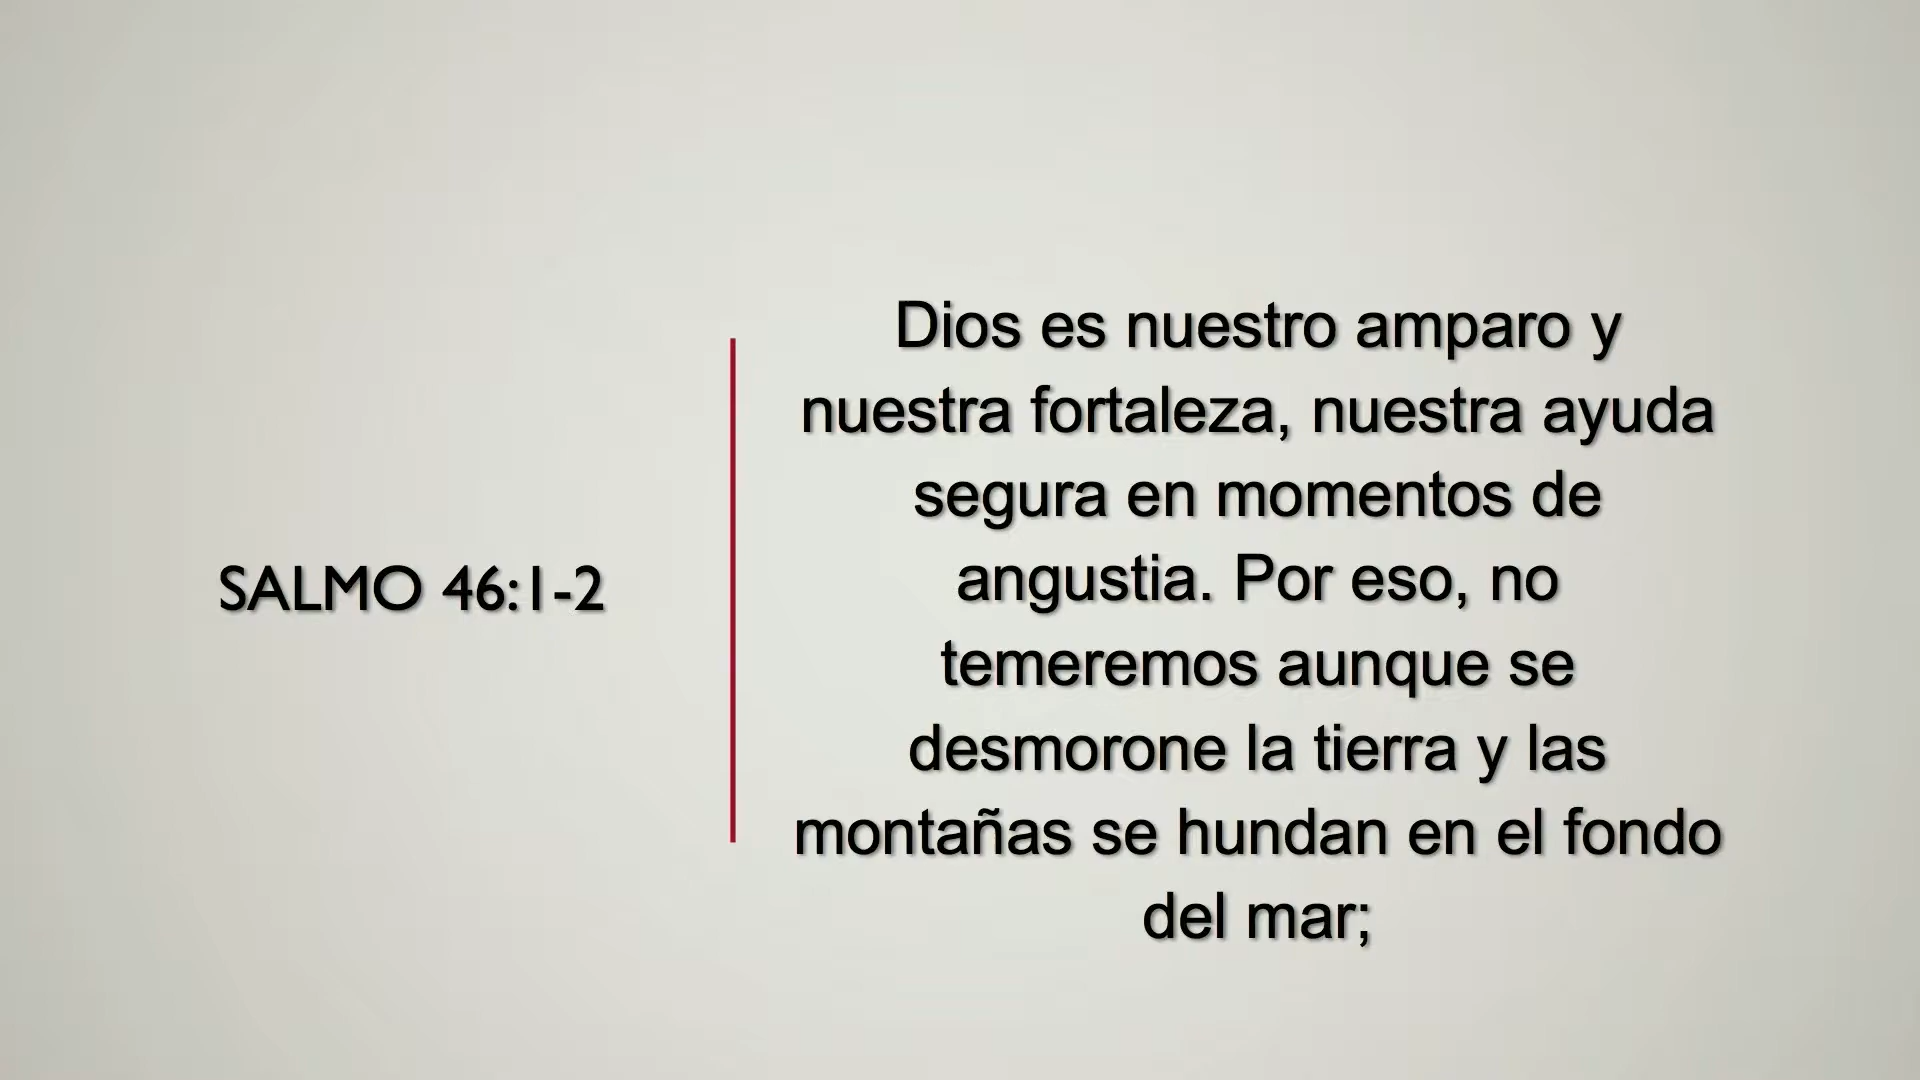 SALMO 46:1-2
Dios es nuestro amparo y
nuestra fortaleza, nuestra ayuda
segura en momentos de
angustia. Por eso, no
temeremos aunque se
desmorone la tierra y las
montañas se hundan en el fondo
del mar;